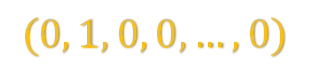 (0, 1, 0, 0, … , 0)